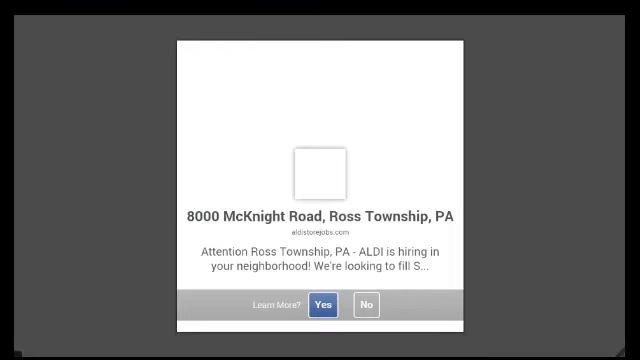 8000 McKnight Road, Ross Township, PA
aldistorejobs.com
Attention Ross Township, PA - ALDI is hiring in
your neighborhood! We're looking to fill S...
Learn More? Yes No